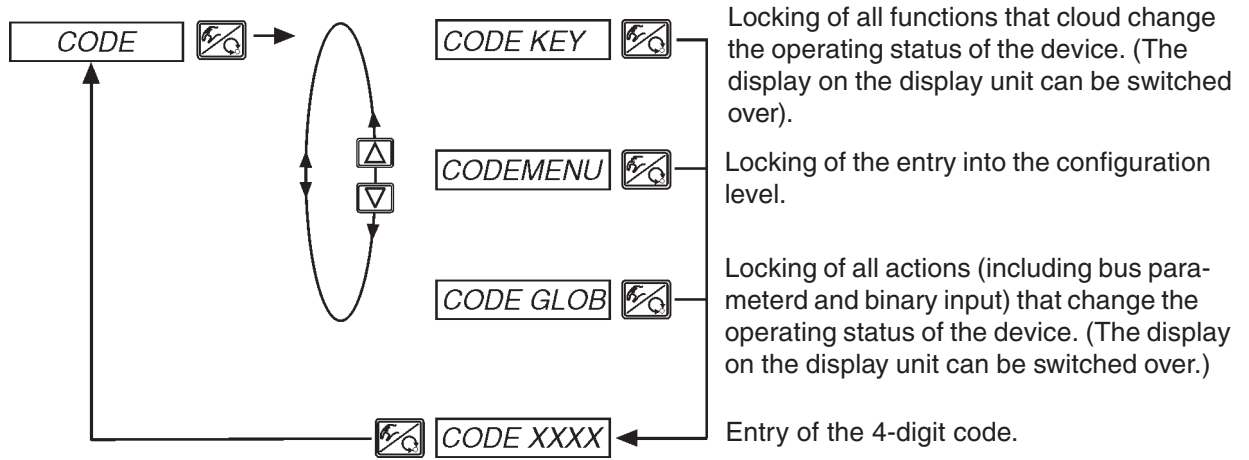 CODE
CODE KEY
Locking of all functions that cloud change
the operating status of the device. (The
display on the display unit can be switched
over).
CODEMENU
Locking of the entry into the configuration
level.
CODE GLOB
Locking of all actions (including bus para-
meterd and binary input) that change the
operating status of the device. (The display
on the display unit can be switched over.)
CODE XXXX
Entry of the 4-digit code.